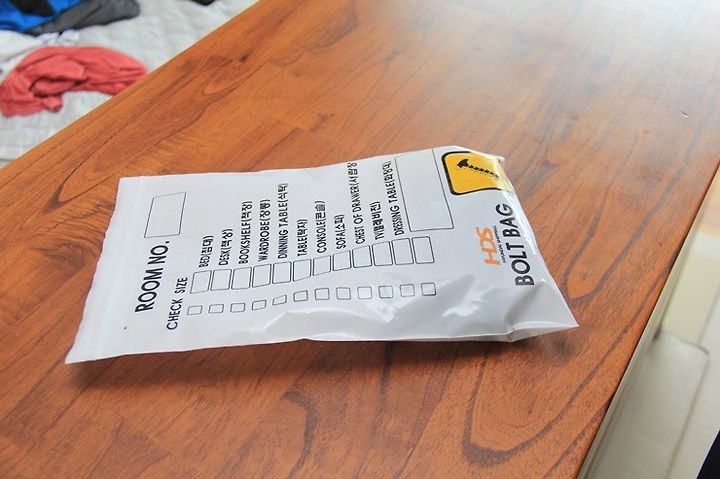 ROOM NO.
CHECK SIZE
BED(침대)
DESK(책상)
BOOKSHELF(책장)
WARDROBE(장롱)
DINNING TABLE(식탁)
TABLE(탁자)
CONSOLE(콘솔)
SOFA(소파)
CHEST OF DRAWER(서랍장)
TV(텔레비전)
DRESSING TABLE(화장대)
HDS
BOLT BAG